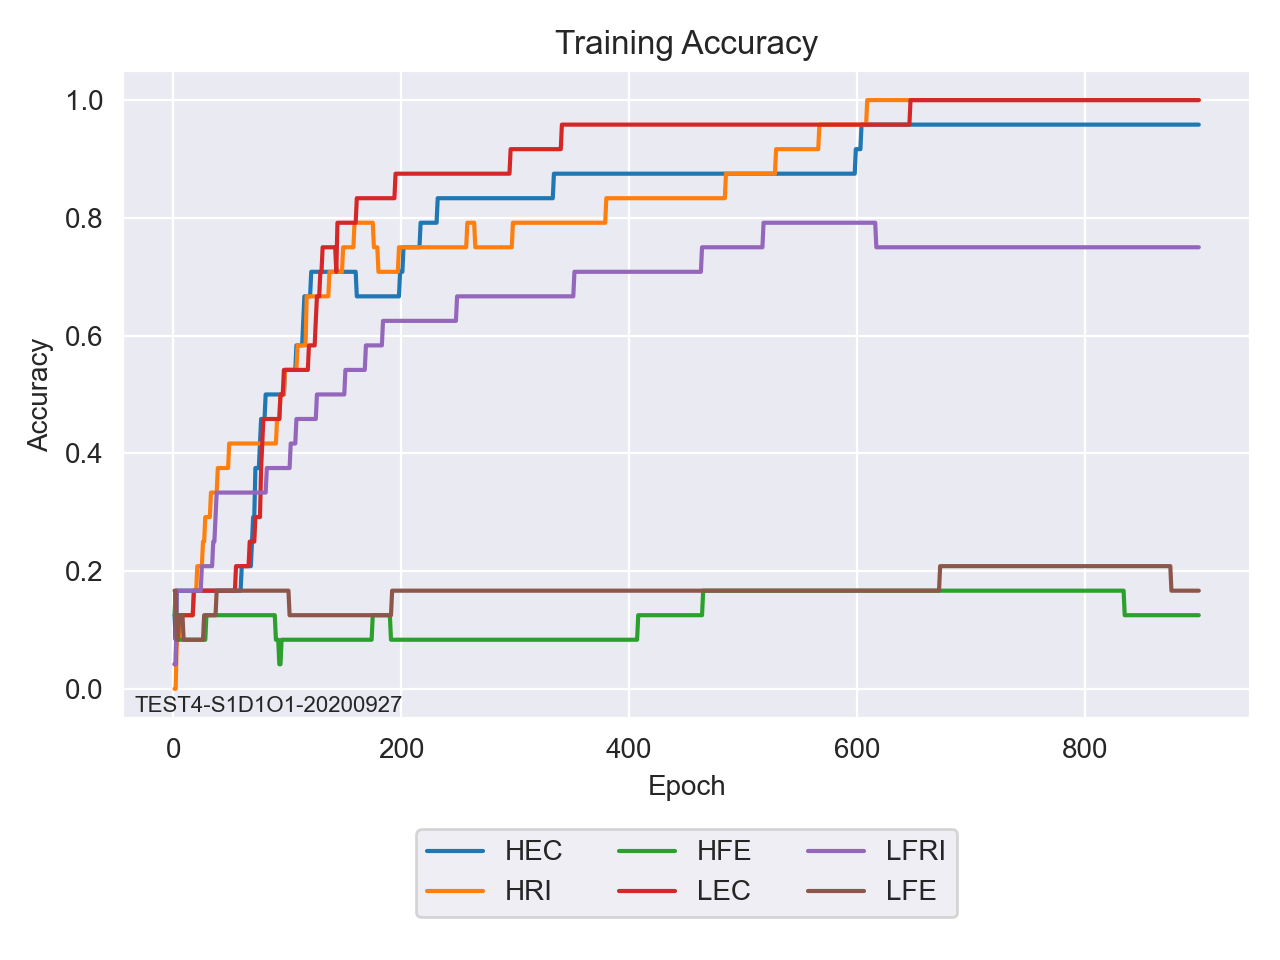 Training Accuracy
1.0
0.8
0.6
0.4
0.2
0.0
Accuracy
TEST4-S1D1O1-20200927
0 200 400 600 800
Epoch
HEC HFE LFRI
HRI LEC LFE